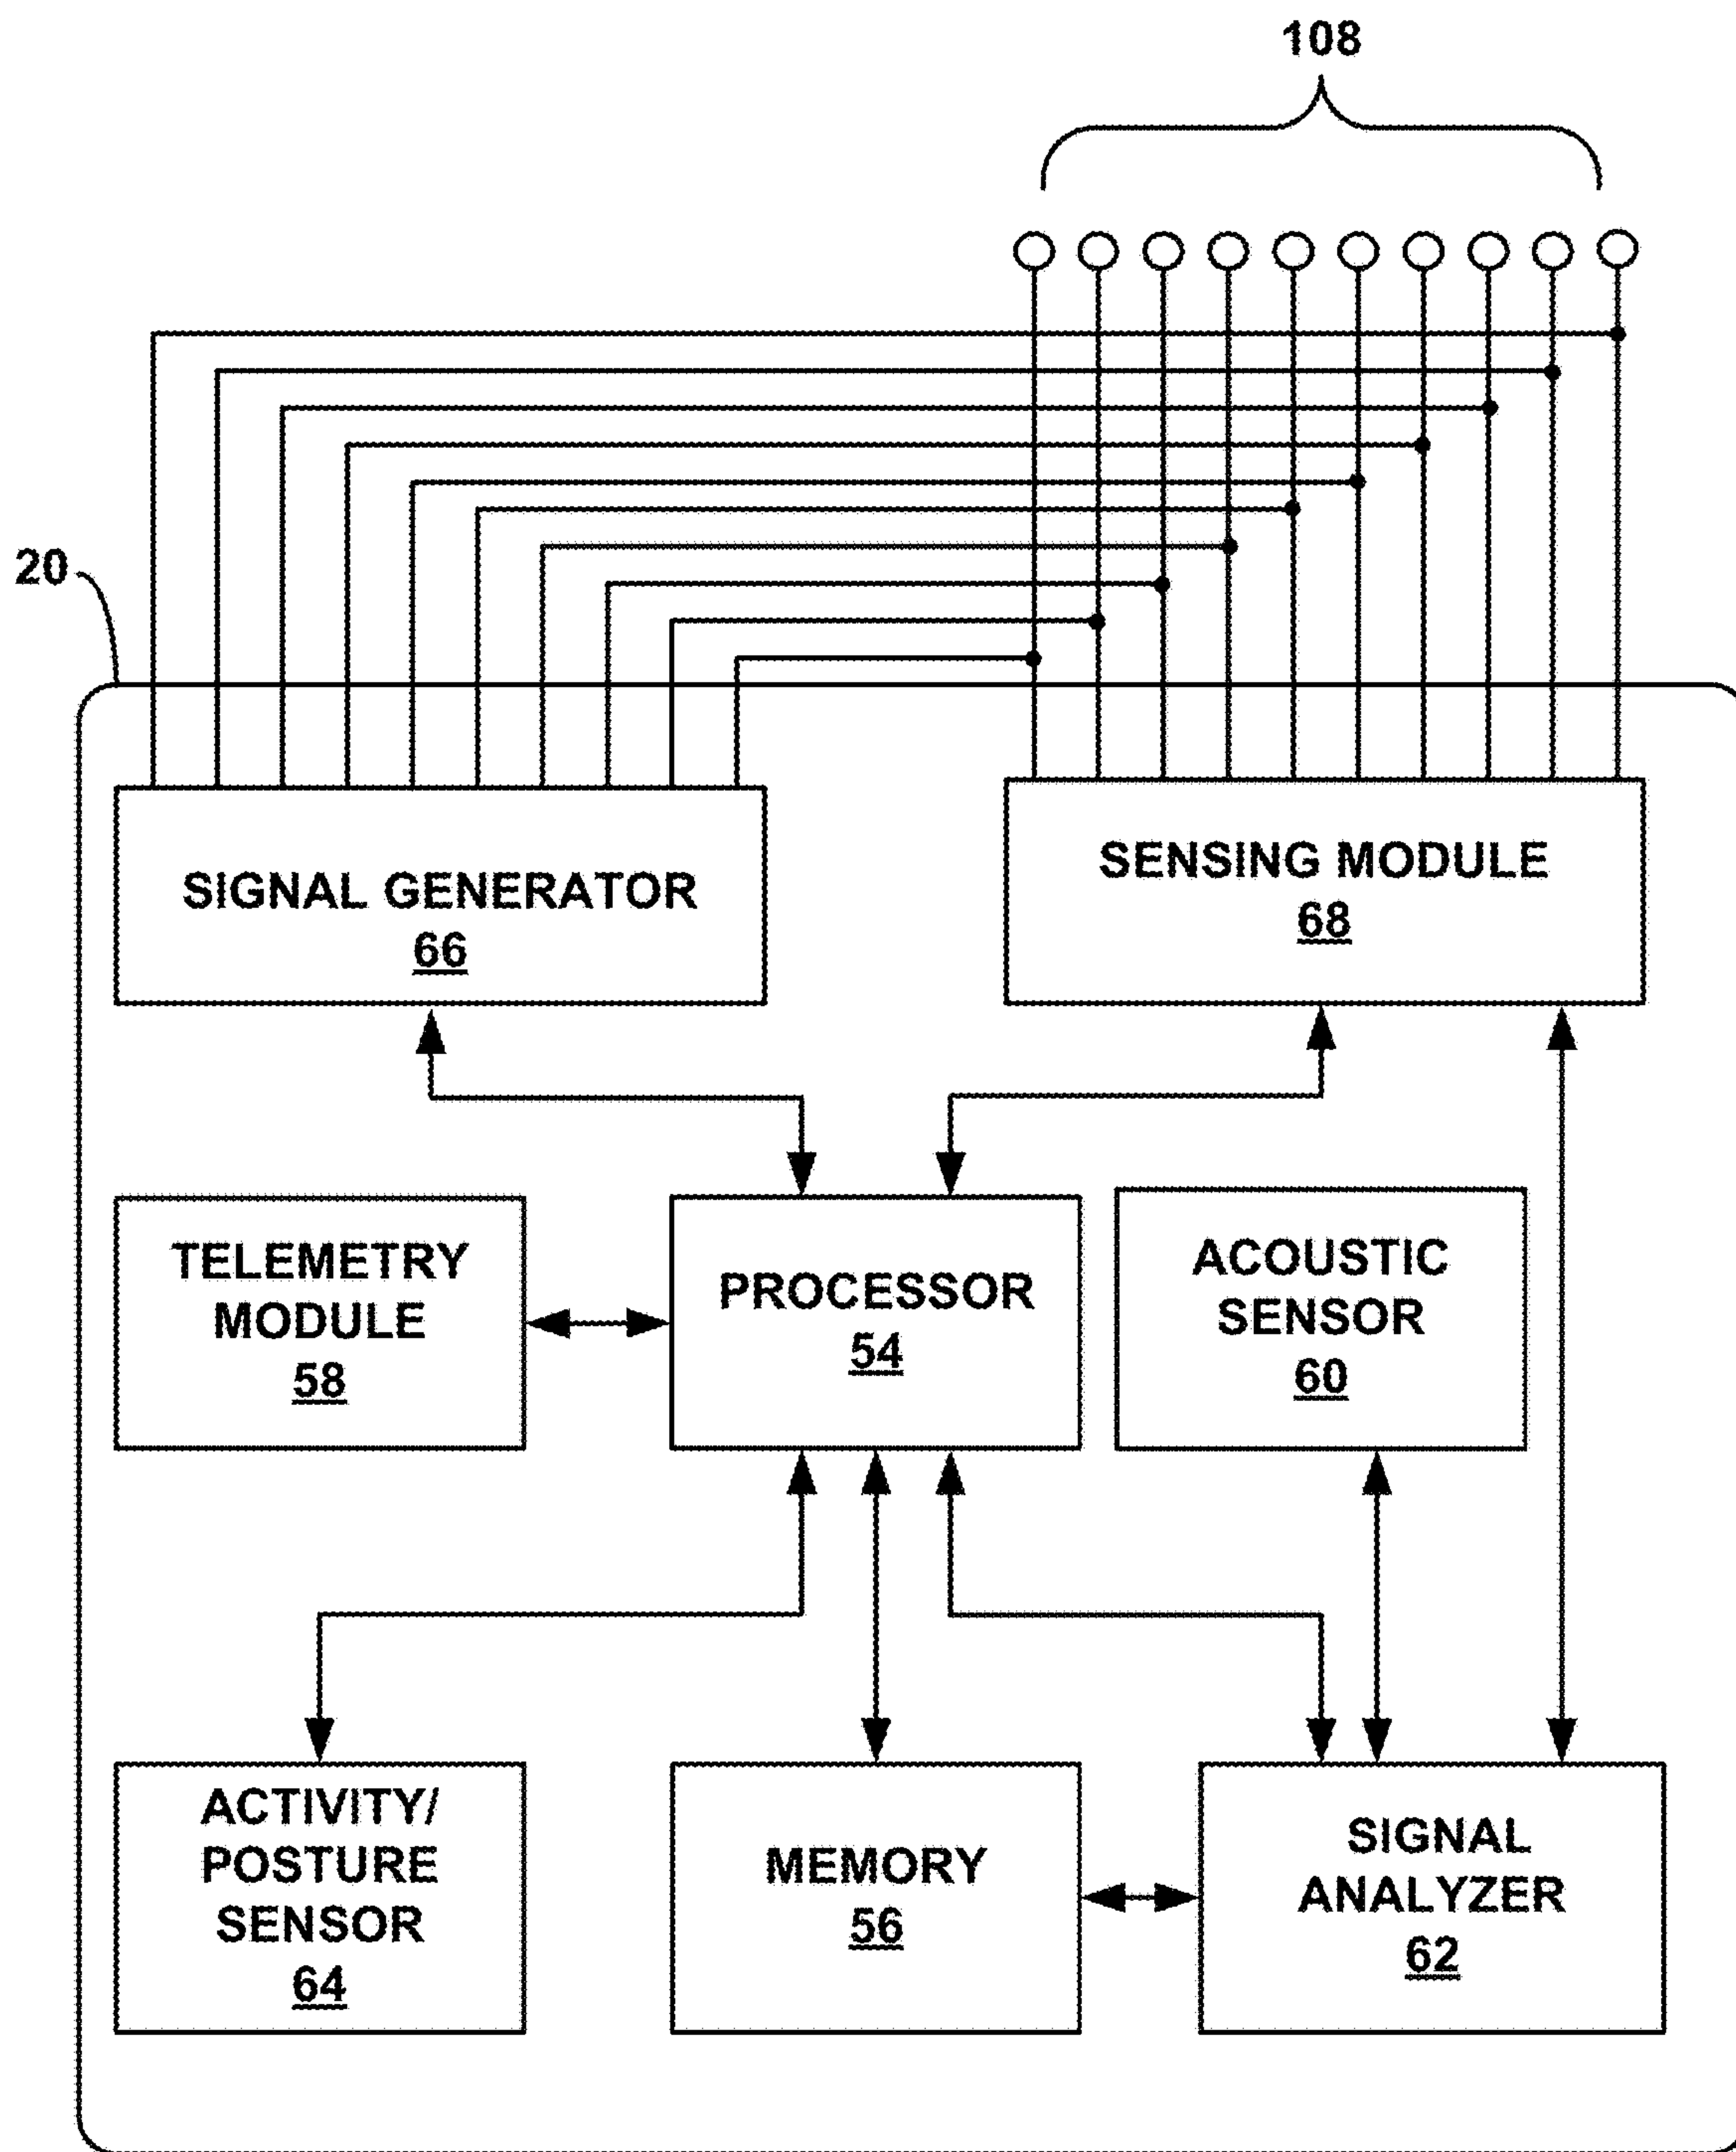 108
20
SIGNAL GENERATOR
66
SENSING MODULE
68
TELEMETRY
MODULE
58
PROCESSOR
54
ACOUSTIC
SENSOR
60
ACTIVITY/
POSTURE
SENSOR
64
MEMORY
56
SIGNAL
ANALYZER
62